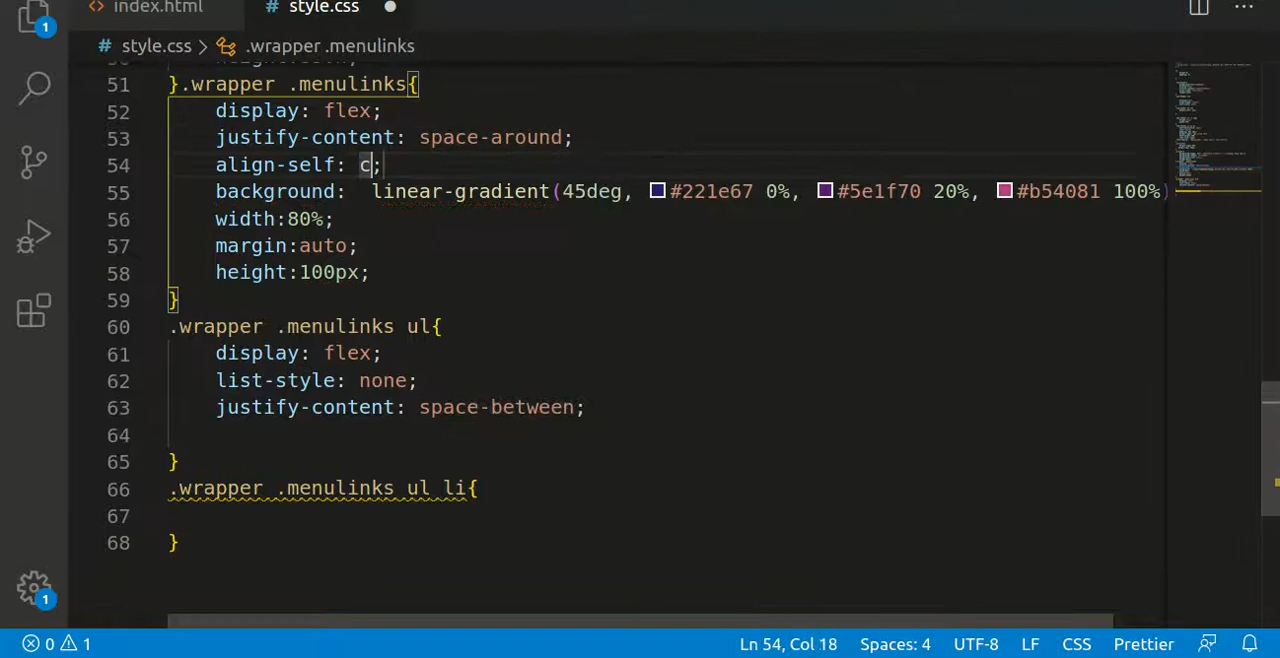 index.html # style.css
# style.css > .wrapper .menulinks
51 }.wrapper .menulinks{
52 display: flex;
53 justify-content: space-around;
54 align-self: c;
55 background: linear-gradient(45deg, #221e67 0%, #5e1f70 20%, #b54081 100%)
56 width:80%;
57 margin:auto;
58 height:100px;
59 }
60 .wrapper .menulinks ul{
61 display: flex;
62 list-style: none;
63 justify-content: space-between;
64
65 }
66 .wrapper .menulinks ul li{
67
68 }
1
1
0 1 Ln 54, Col 18 Spaces: 4 UTF-8 LF CSS Prettier